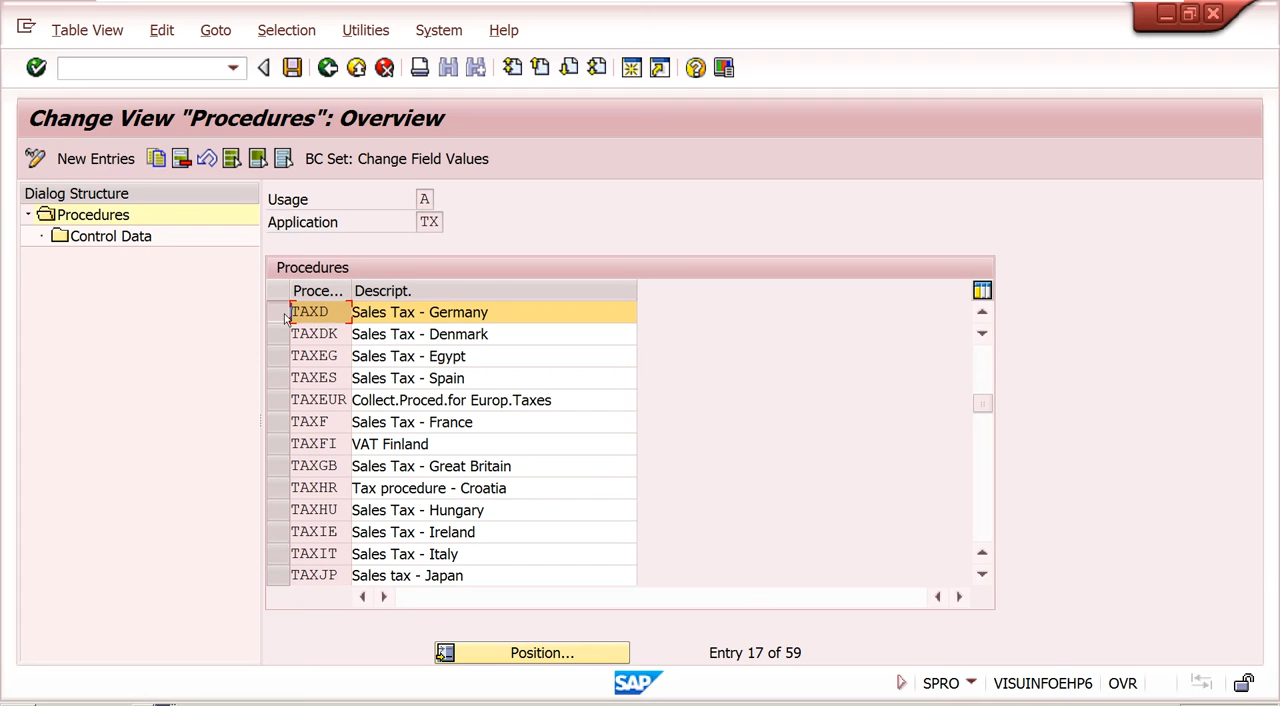 Table View Edit Goto Selection Utilities System Help
Change View "Procedures": Overview
New Entries BC Set: Change Field Values
Dialog Structure
Procedures
Control Data
Usage A
Application TX
Procedures
Proce... Descript.
TAXD Sales Tax - Germany
TAXDK Sales Tax - Denmark
TAXEG Sales Tax - Egypt
TAXES Sales Tax - Spain
TAXEUR Collect.Proced.for Europ.Taxes
TAXF Sales Tax - France
TAXFI VAT Finland
TAXGB Sales Tax - Great Britain
TAXHR Tax procedure - Croatia
TAXHU Sales Tax - Hungary
TAXIE Sales Tax - Ireland
TAXIT Sales Tax - Italy
TAXJP Sales tax - Japan
Position... Entry 17 of 59
SAP SPRO VISUINFOEHP6 OVR